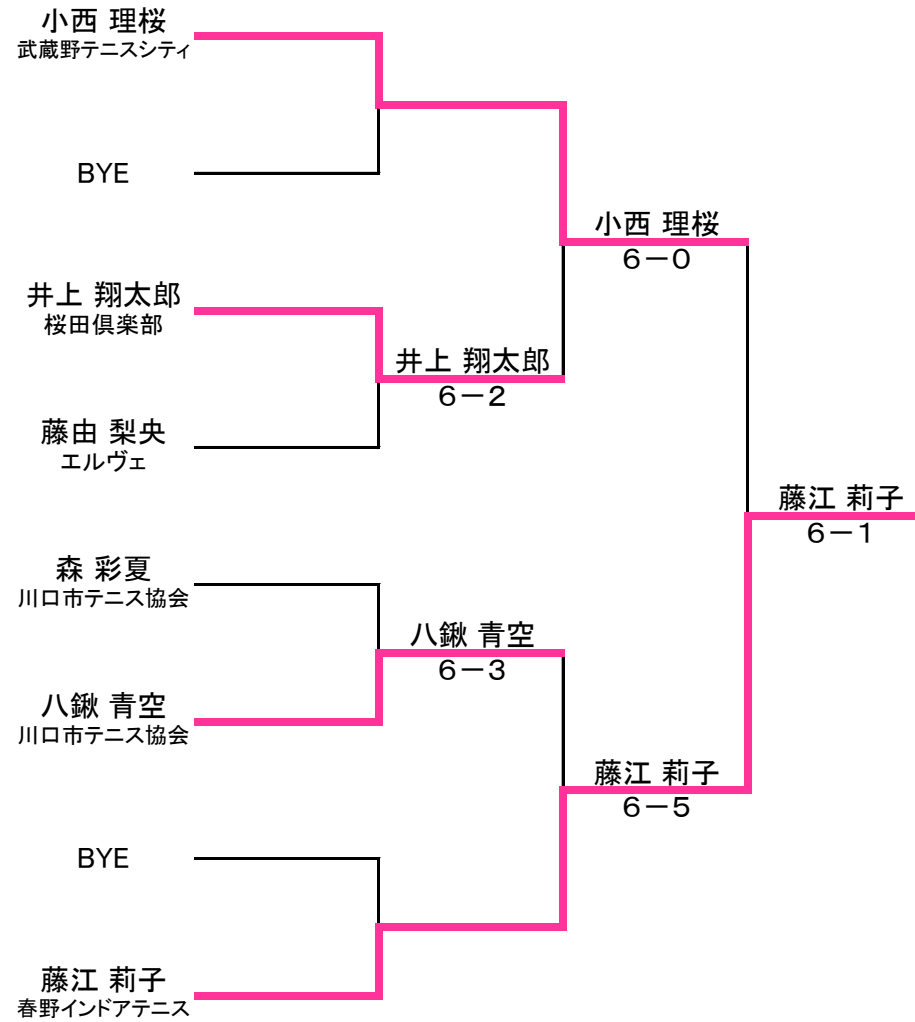 小西 理桜
武蔵野テニスシティ
BYE
井上 翔太郎
桜田倶楽部
藤由 梨央
エルヴェ
森 彩夏
川口市テニス協会
八鍬 青空
川口市テニス協会
BYE
藤江 莉子
春野インドアテニス
井上 翔太郎
6－2
八鍬 青空
6－3
小西 理桜
6－0
藤江 莉子
6－5
藤江 莉子
6－1